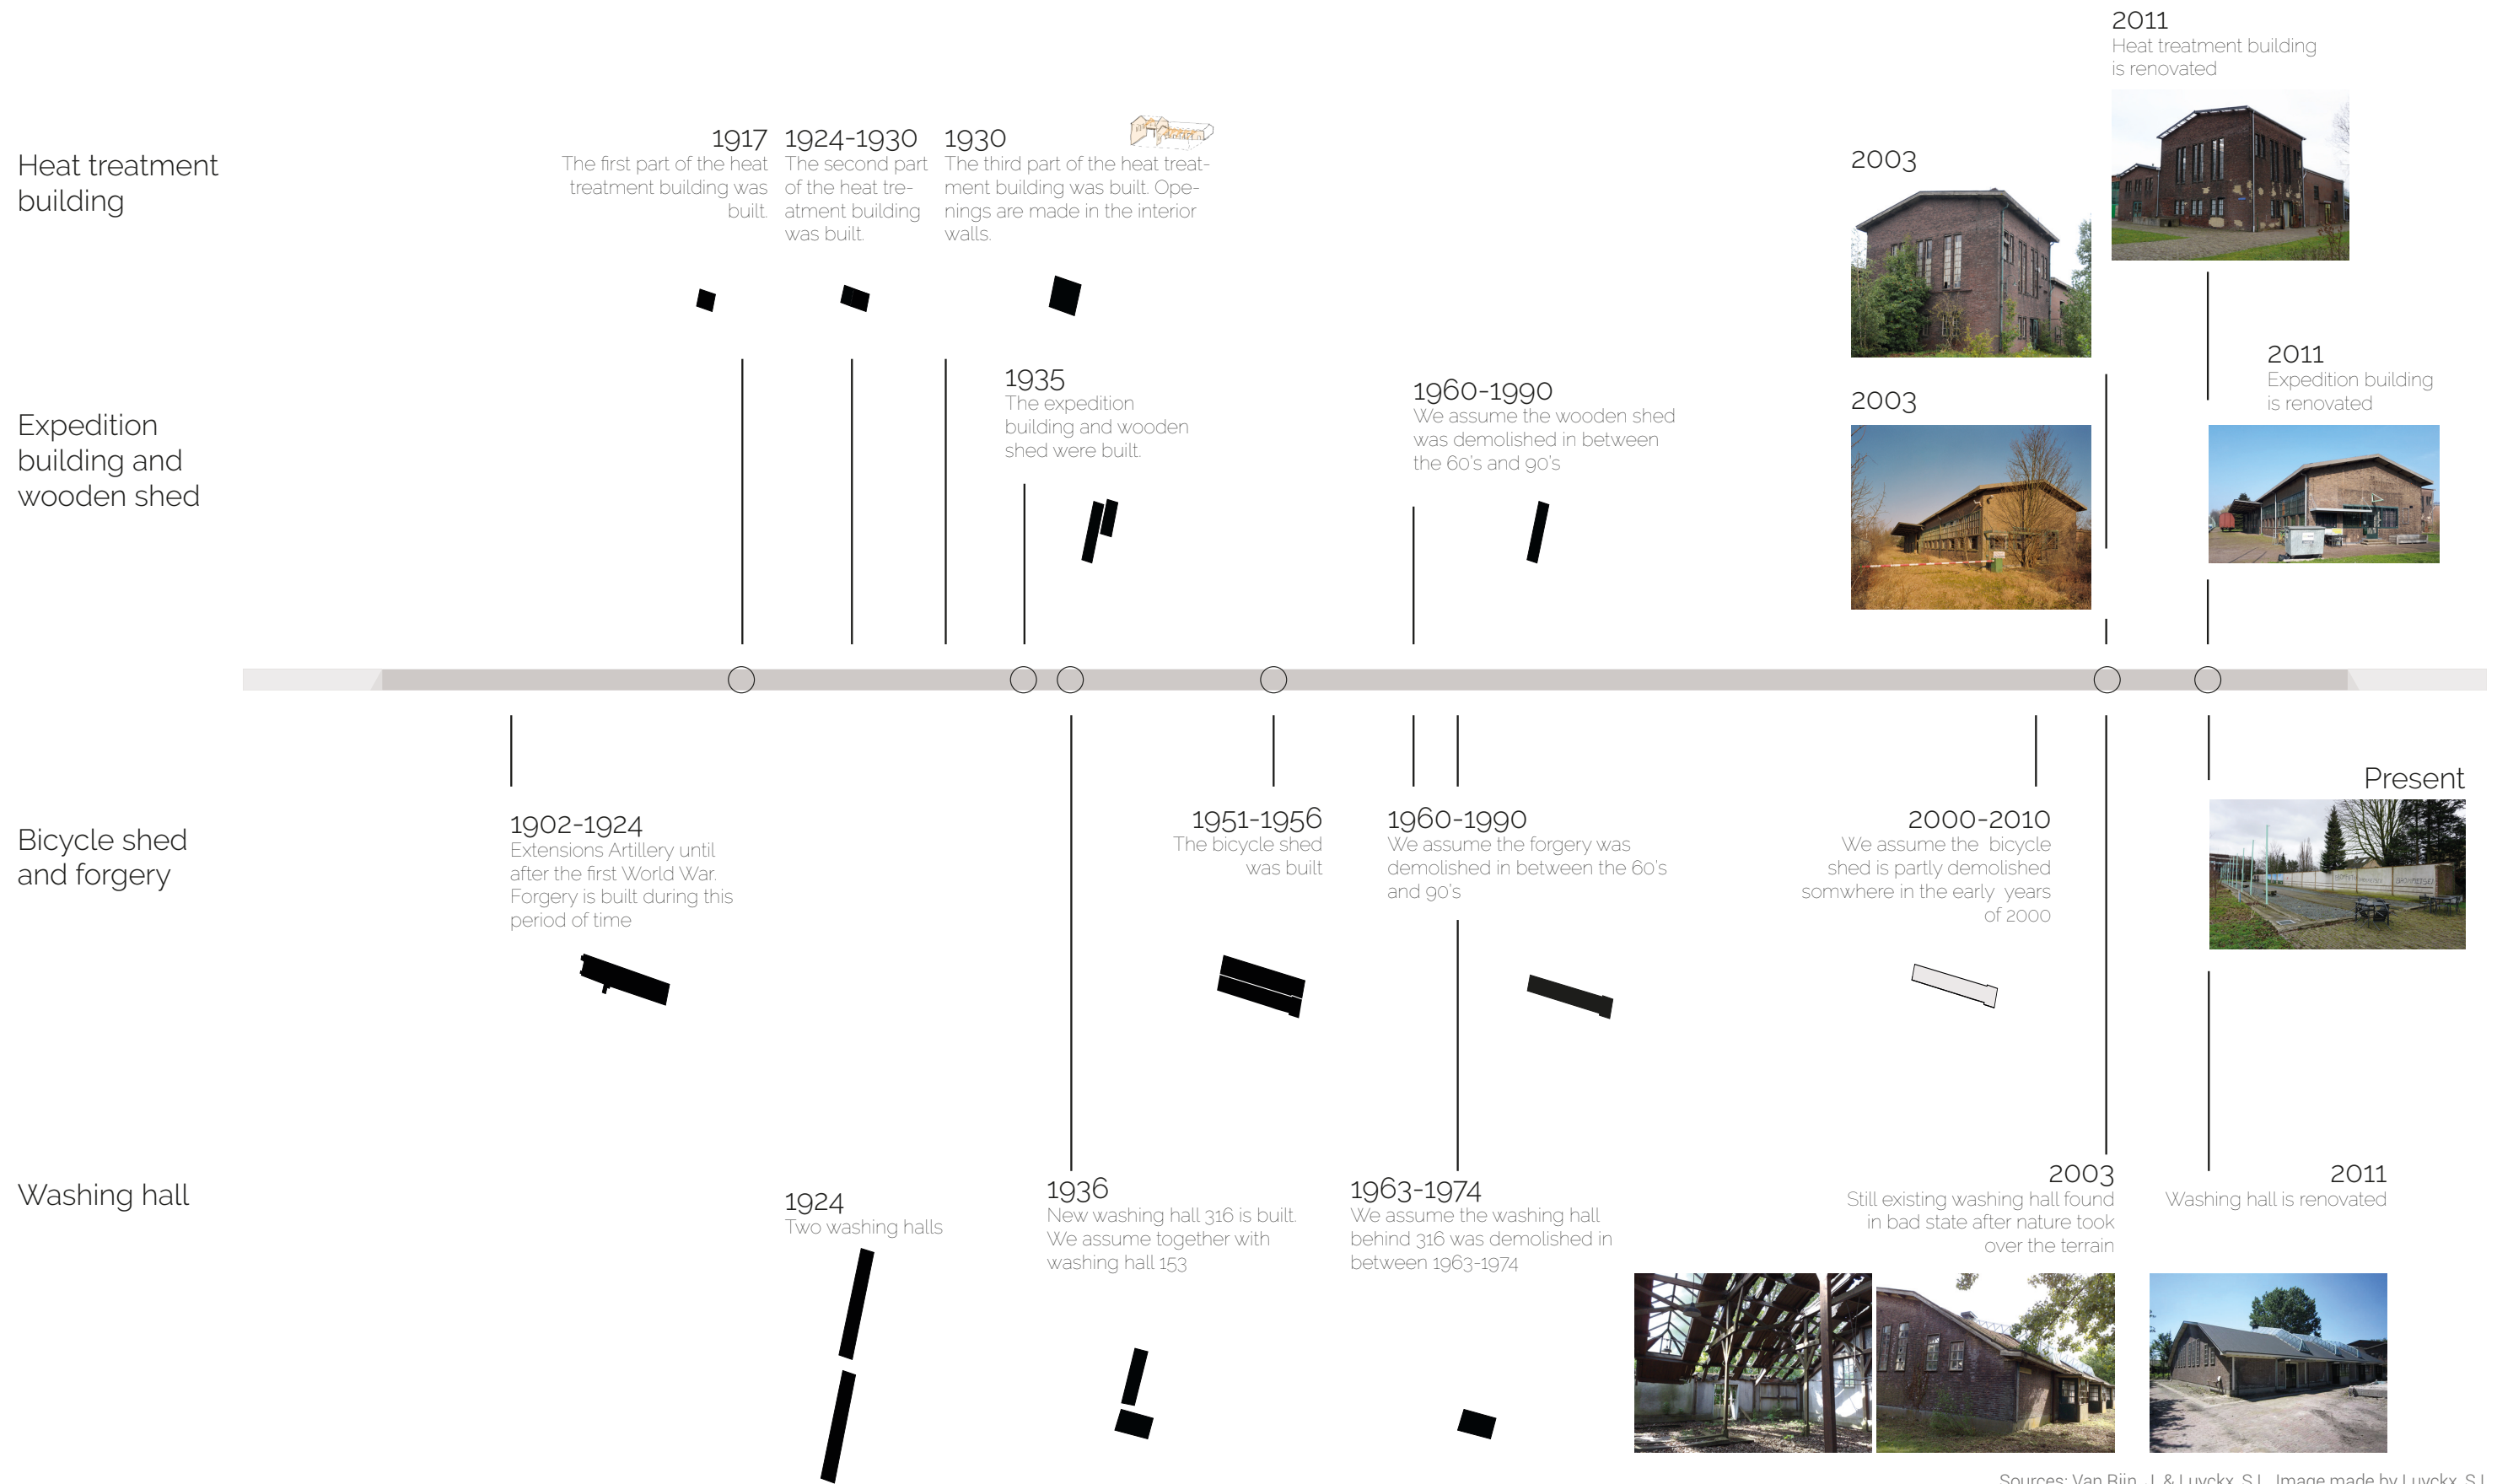 Heat treatment
building
1917
The first part of the heat
treatment building was
built.
1924-1930
The second part
of the heat tre-
atment building
was built.
1930
The third part of the heat treat-
ment building was built. Ope-
nings are made in the interior
walls.
2003
2011
Heat treatment building
is renovated
Expedition
building and
wooden shed
1935
The expedition
building and wooden
shed were built.
1960-1990
We assume the wooden shed
was demolished in between
the 60's and 90's
2003
2011
Expedition building
is renovated
Bicycle shed
and forgery
1902-1924
Extensions Artillery until
after the first World War.
Forgery is built during this
period of time
1951-1956
The bicycle shed
was built
1960-1990
We assume the forgery was
demolished in between the 60's
and 90's
2000-2010
We assume the bicycle
shed is partly demolished
somwhere in the early years
of 2000
Present
Washing hall
1924
Two washing halls
1936
New washing hall 316 is built.
We assume together with
washing hall 153
1963-1974
We assume the washing hall
behind 316 was demolished in
between 1963-1974
2003
Still existing washing hall found
in bad state after nature took
over the terrain
2011
Washing hall is renovated
Sources: Van Rijn, J. & Luyckx, S.L. Image made by Luyckx, S.L.